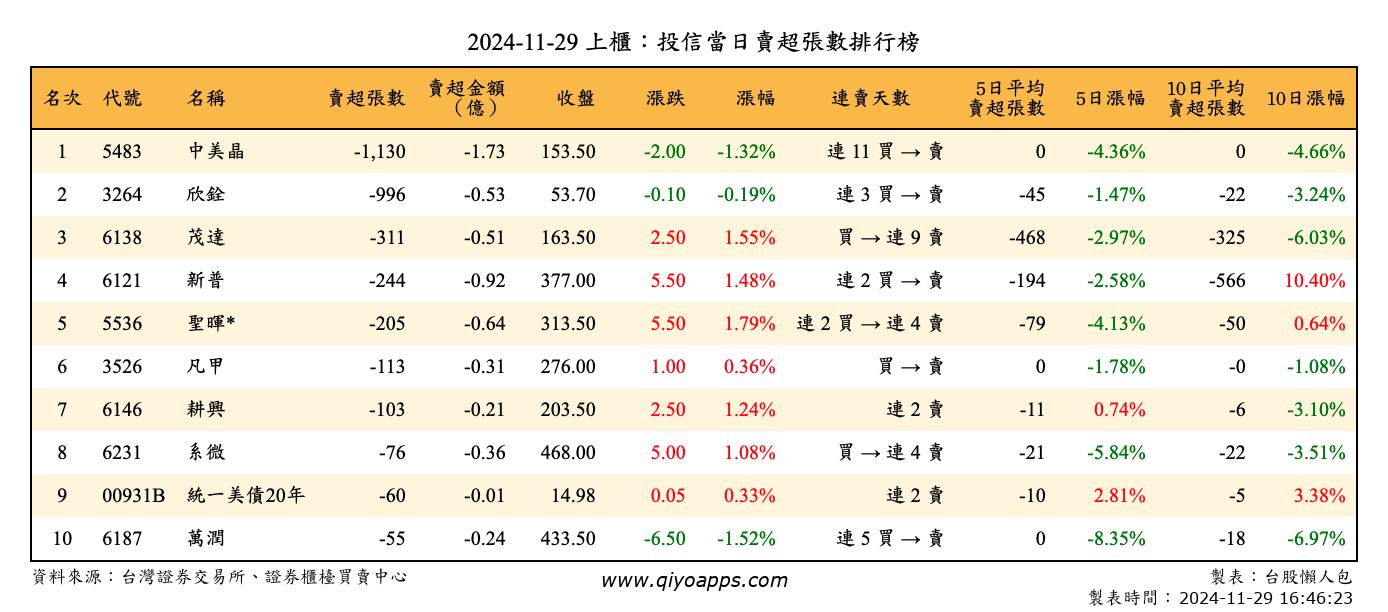 2024-11-29 上櫃：投信當日賣超張數排行榜
名次 代號 名稱 賣超張數 賣超金額（億） 收盤 漲跌 漲幅 連賣天數 5日平均賣超張數 5日漲幅 10日平均賣超張數 10日漲幅
1 5483 中美晶 -1,130 -1.73 153.50 -2.00 -1.32% 連 11 買 → 賣 0 -4.36% 0 -4.66%
2 3264 欣銓 -996 -0.53 53.70 -0.10 -0.19% 連 3 買 → 賣 -45 -1.47% -22 -3.24%
3 6138 茂達 -311 -0.51 163.50 2.50 1.55% 買 → 連 9 賣 -468 -2.97% -325 -6.03%
4 6121 新普 -244 -0.92 377.00 5.50 1.48% 連 2 買 → 賣 -194 -2.58% -566 10.40%
5 5536 聖暉* -205 -0.64 313.50 5.50 1.79% 連 2 買 → 連 4 賣 -79 -4.13% -50 0.64%
6 3526 凡甲 -113 -0.31 276.00 1.00 0.36% 買 → 賣 0 -1.78% -0 -1.08%
7 6146 耕興 -103 -0.21 203.50 2.50 1.24% 連 2 賣 -11 0.74% -6 -3.10%
8 6231 系微 -76 -0.36 468.00 5.00 1.08% 買 → 連 4 賣 -21 -5.84% -22 -3.51%
9 00931B 統一美債20年 -60 -0.01 14.98 0.05 0.33% 連 2 賣 -10 2.81% -5 3.38%
10 6187 萬潤 -55 -0.24 433.50 -6.50 -1.52% 連 5 買 → 賣 0 -8.35% -18 -6.97%
資料來源：台灣證券交易所、證券櫃檯買賣中心 www.qiyoapps.com 製表：台股懶人包
製表時間：2024-11-29 16:46:23